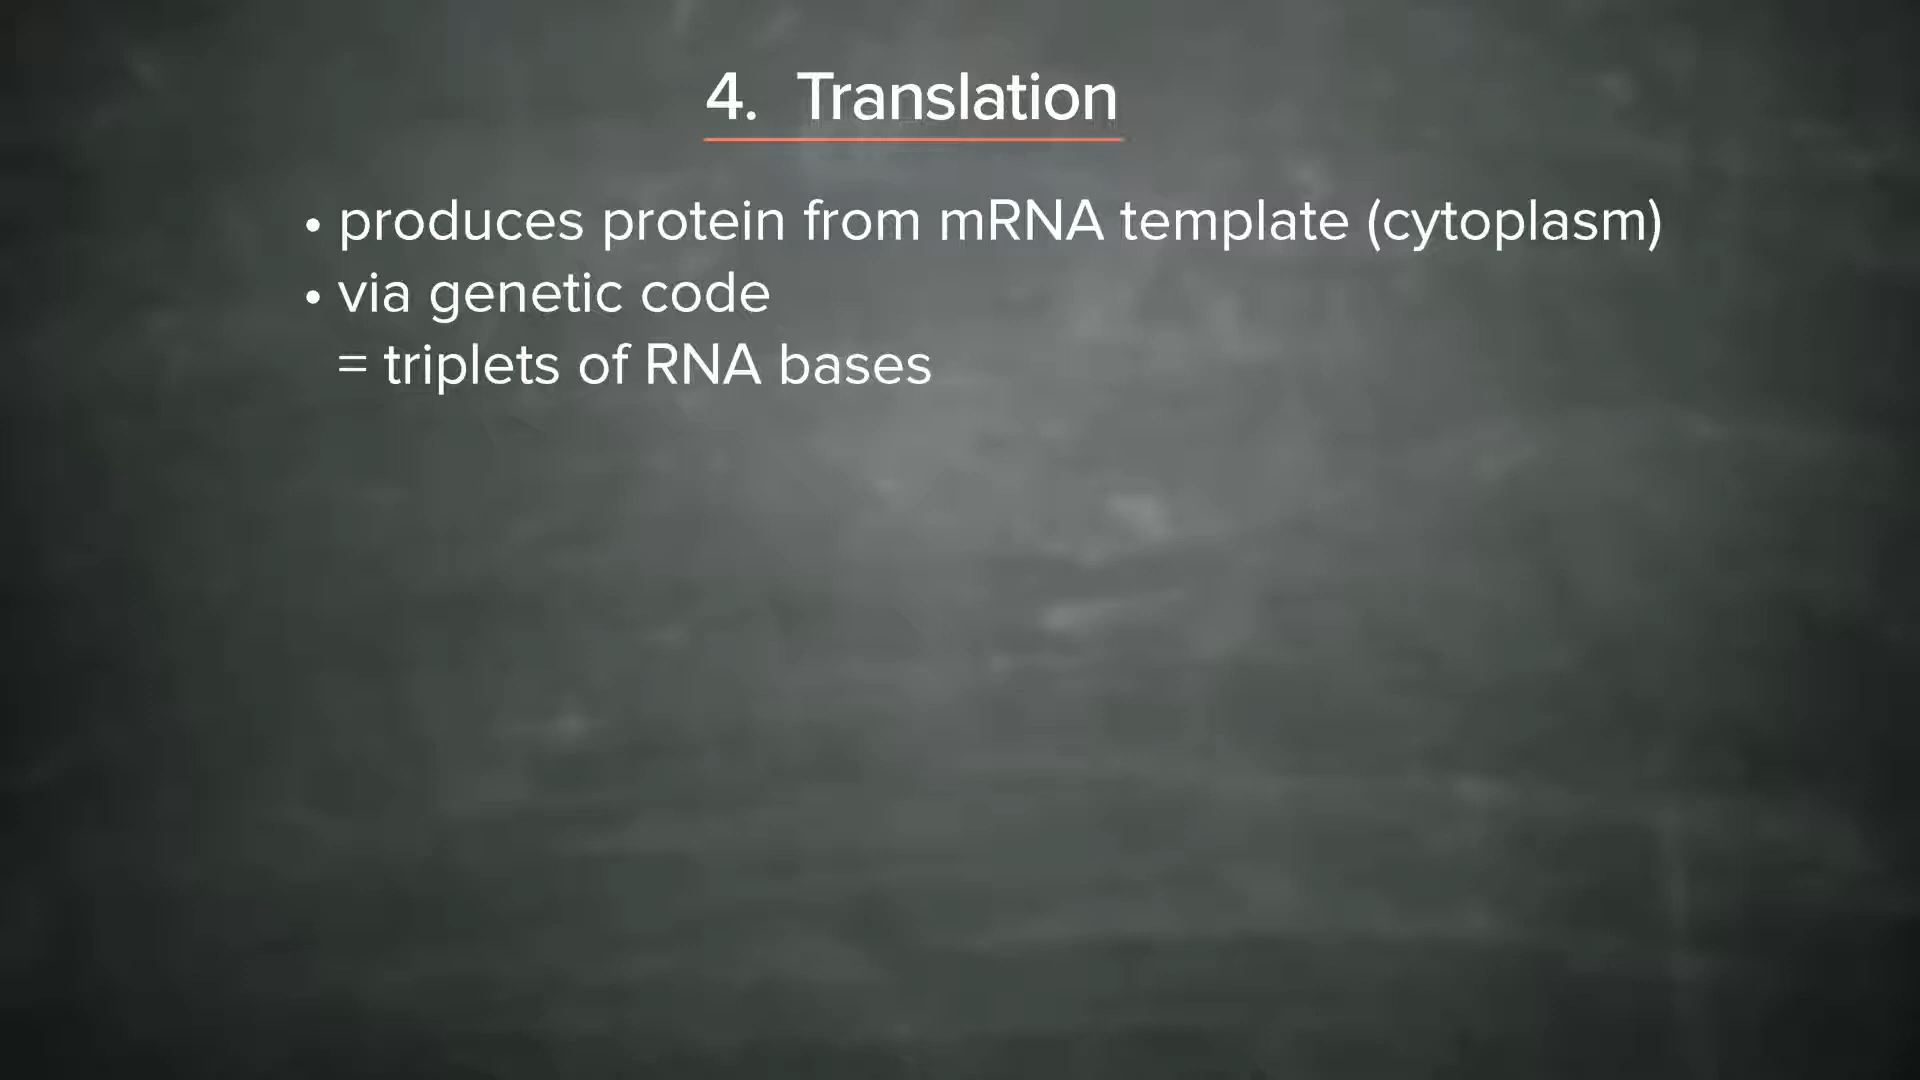 4. Translation
• produces protein from mRNA template (cytoplasm)
• via genetic code
= triplets of RNA bases